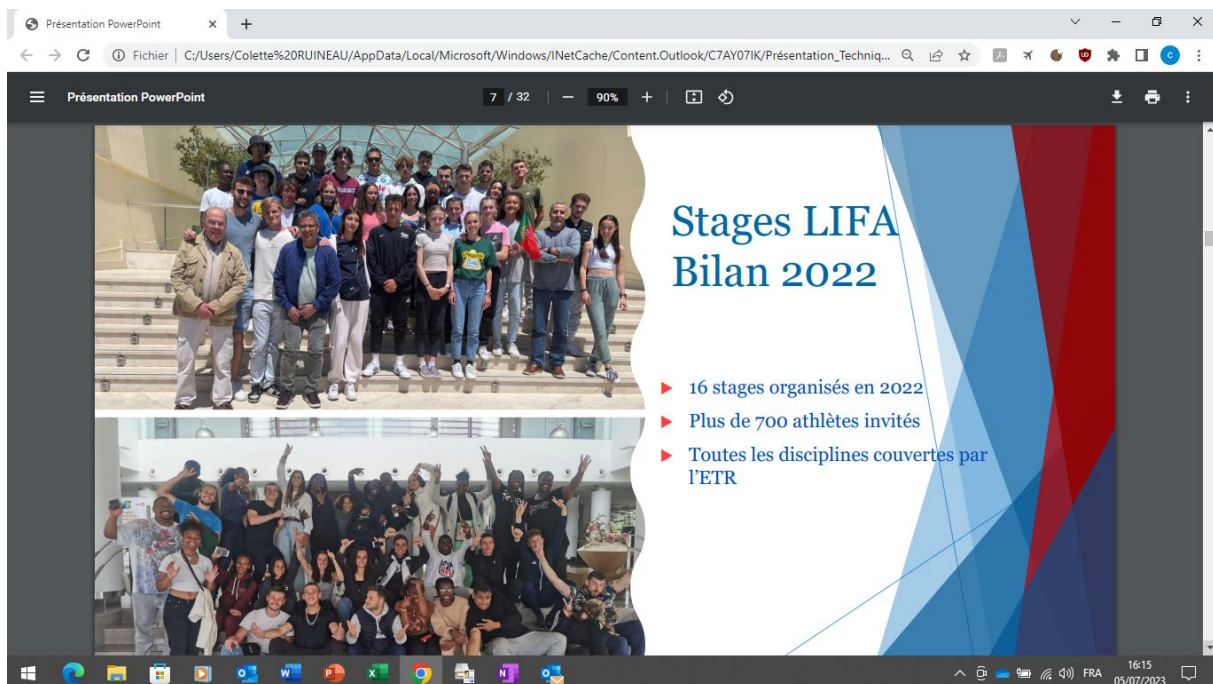 Présentation PowerPoint
Fichier | C:/Users/Colette%20RUINEAU/AppData/Local/Microsoft/Windows/INetCache/Content.Outlook/C7AY07IK/Présentation_Techniq...
Présentation PowerPoint
7 / 32
90%
Stages LIFA
Bilan 2022
16 stages organisés en 2022
Plus de 700 athlètes invités
Toutes les disciplines couvertes par
l'ETR
FRA
16:15
05/07/2023